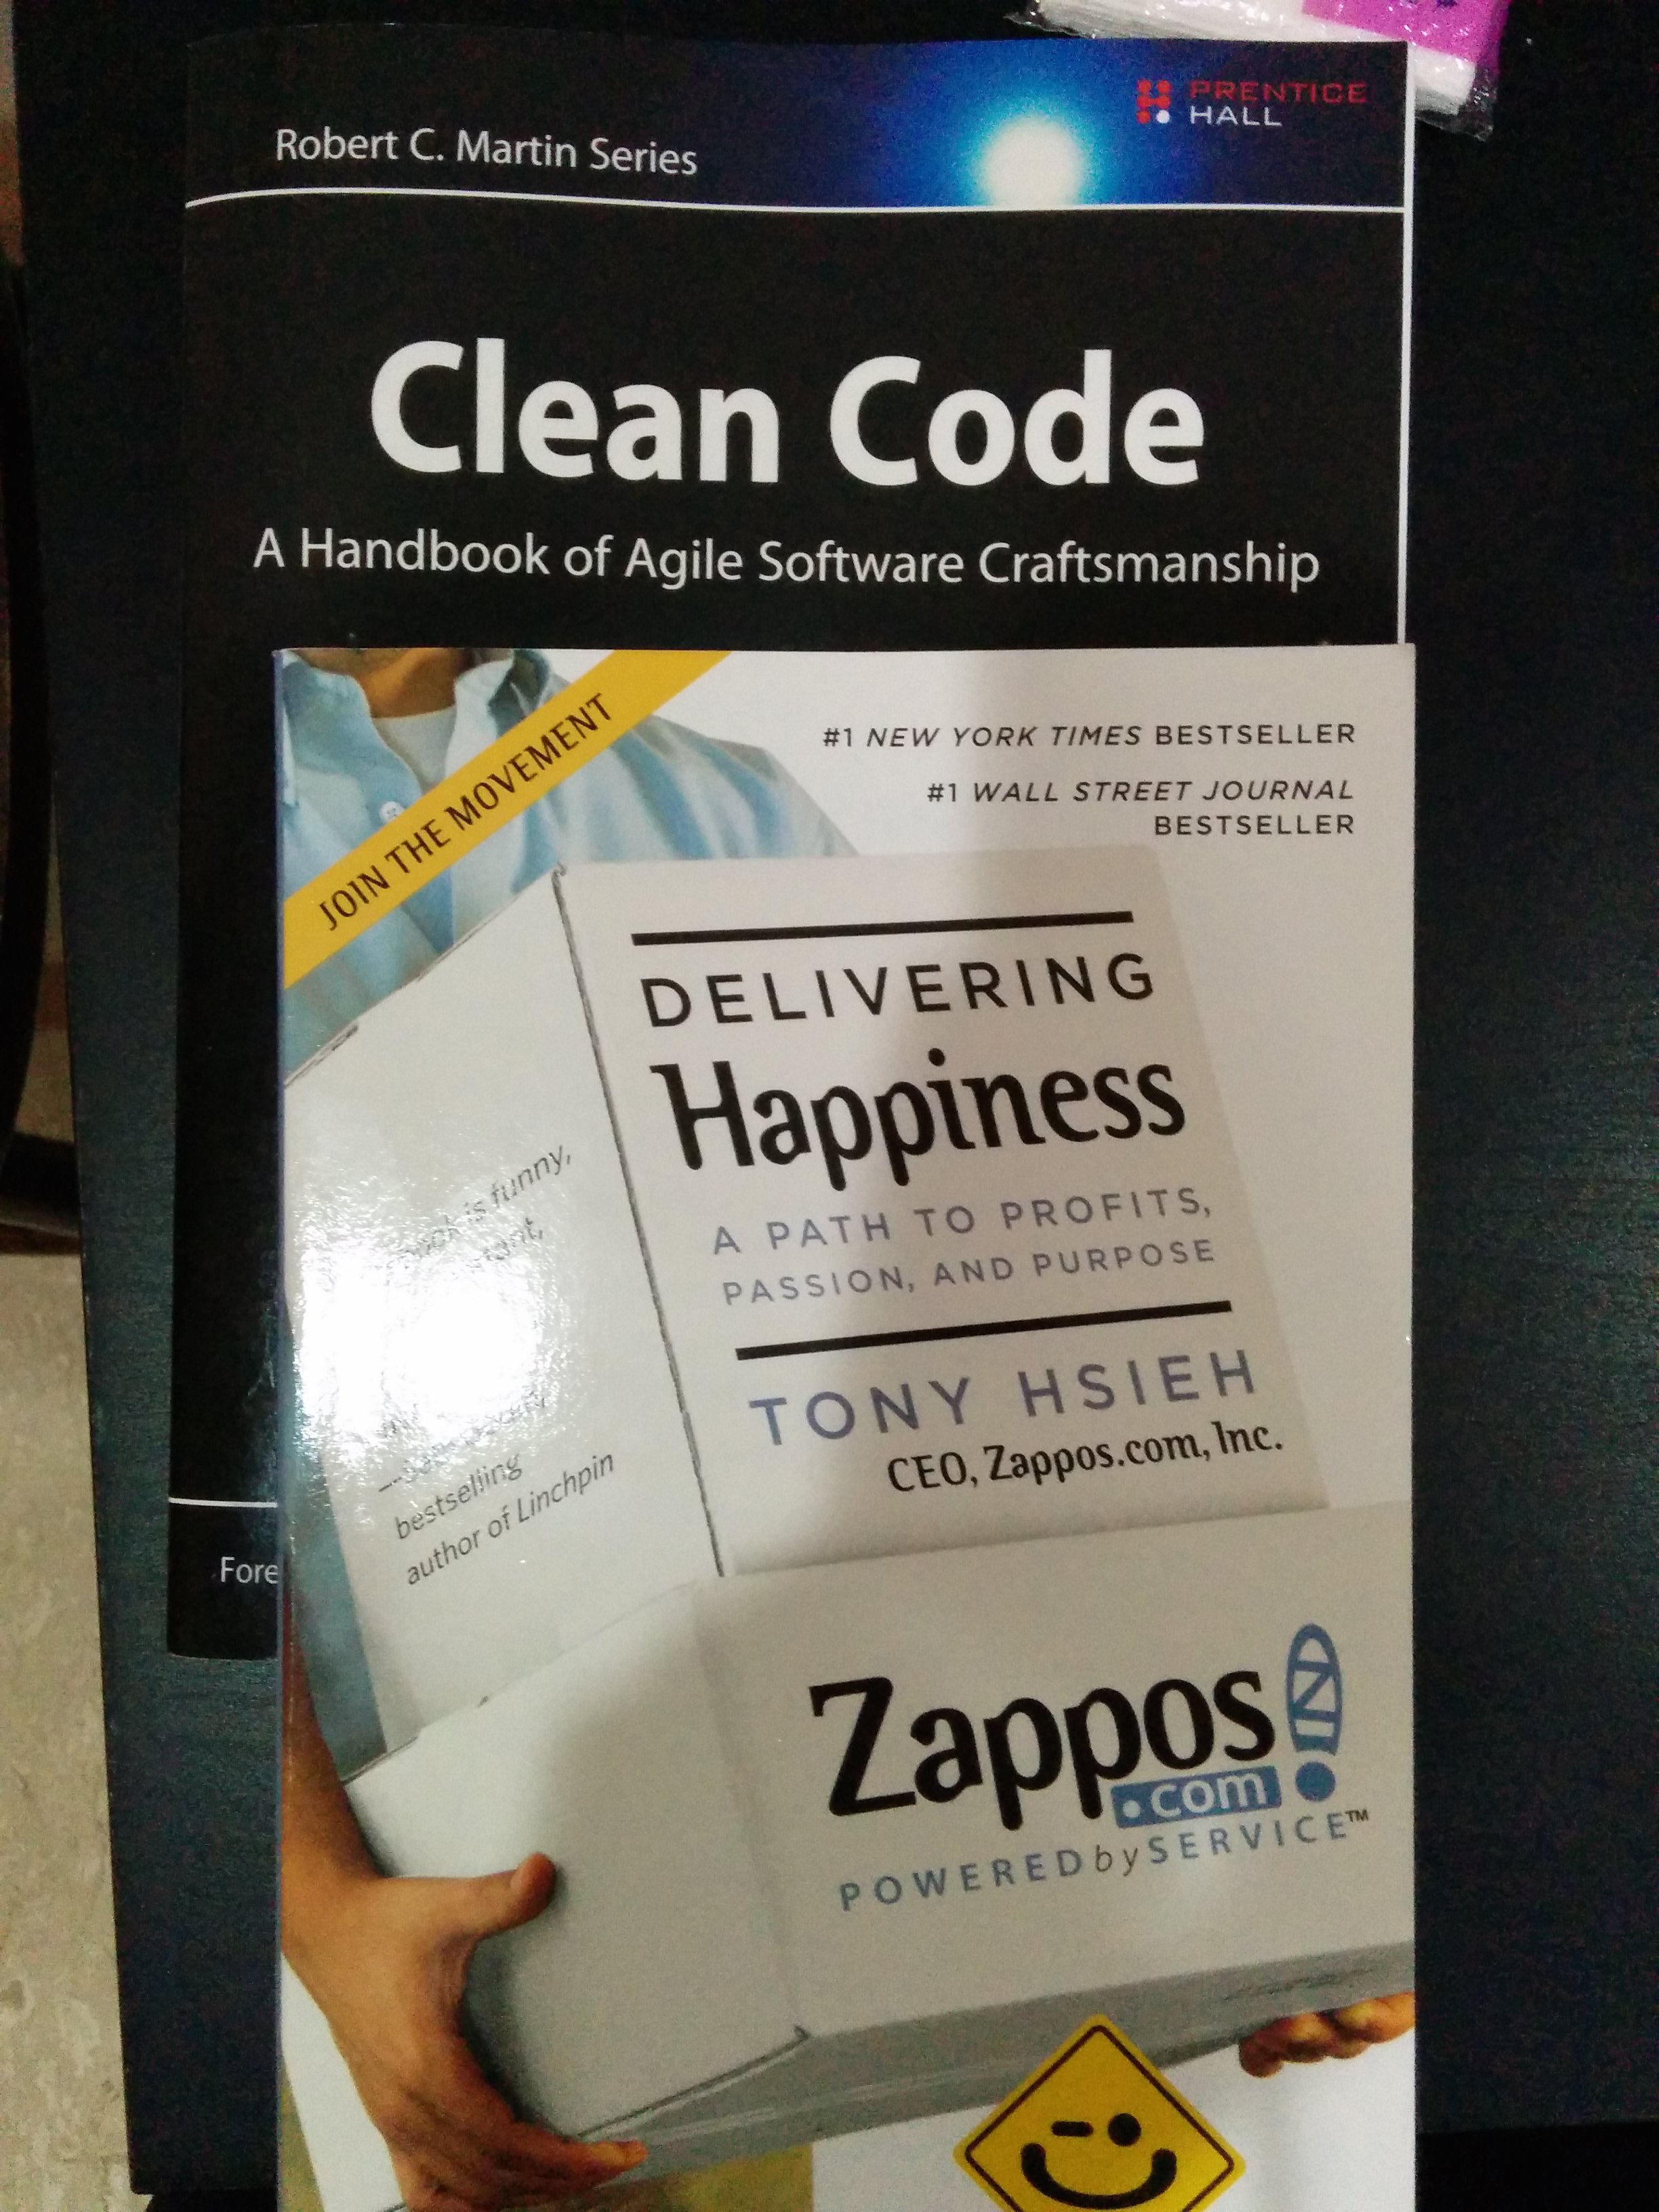 PRENTICE
HALL
Robert C. Martin Series
Clean Code
A Handbook of Agile Software Craftsmanship
JOIN THE MOVEMENT
#1 NEW YORK TIMES BESTSELLER
#1 WALL STREET JOURNAL
BESTSELLER
DELIVERING
Happiness
A PATH TO PROFITS,
PASSION, AND PURPOSE
TONY HSIEH
CEO, Zappos.com, Inc.
is funny,
bestselling
author of Linchpin
Fore
Zappos
.com
POWERED by SERVICE™